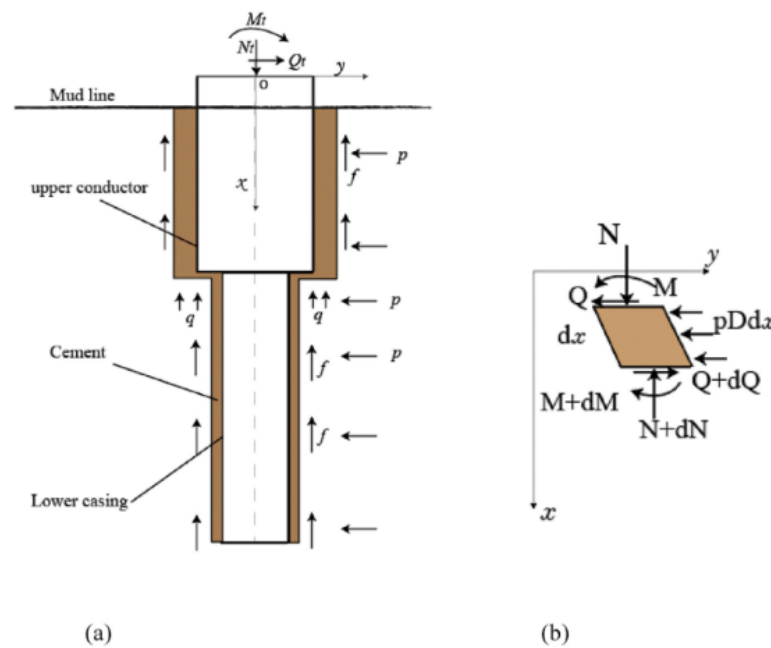 Mt
Nt
Qt
y
o
Mud line
p
f
x
upper conductor
q
q
p
Cement
f
p
f
Lower casing
(a)
N
y
Q
M
dx
pDdx
Q+dQ
M+dM
N+dN
x
(b)